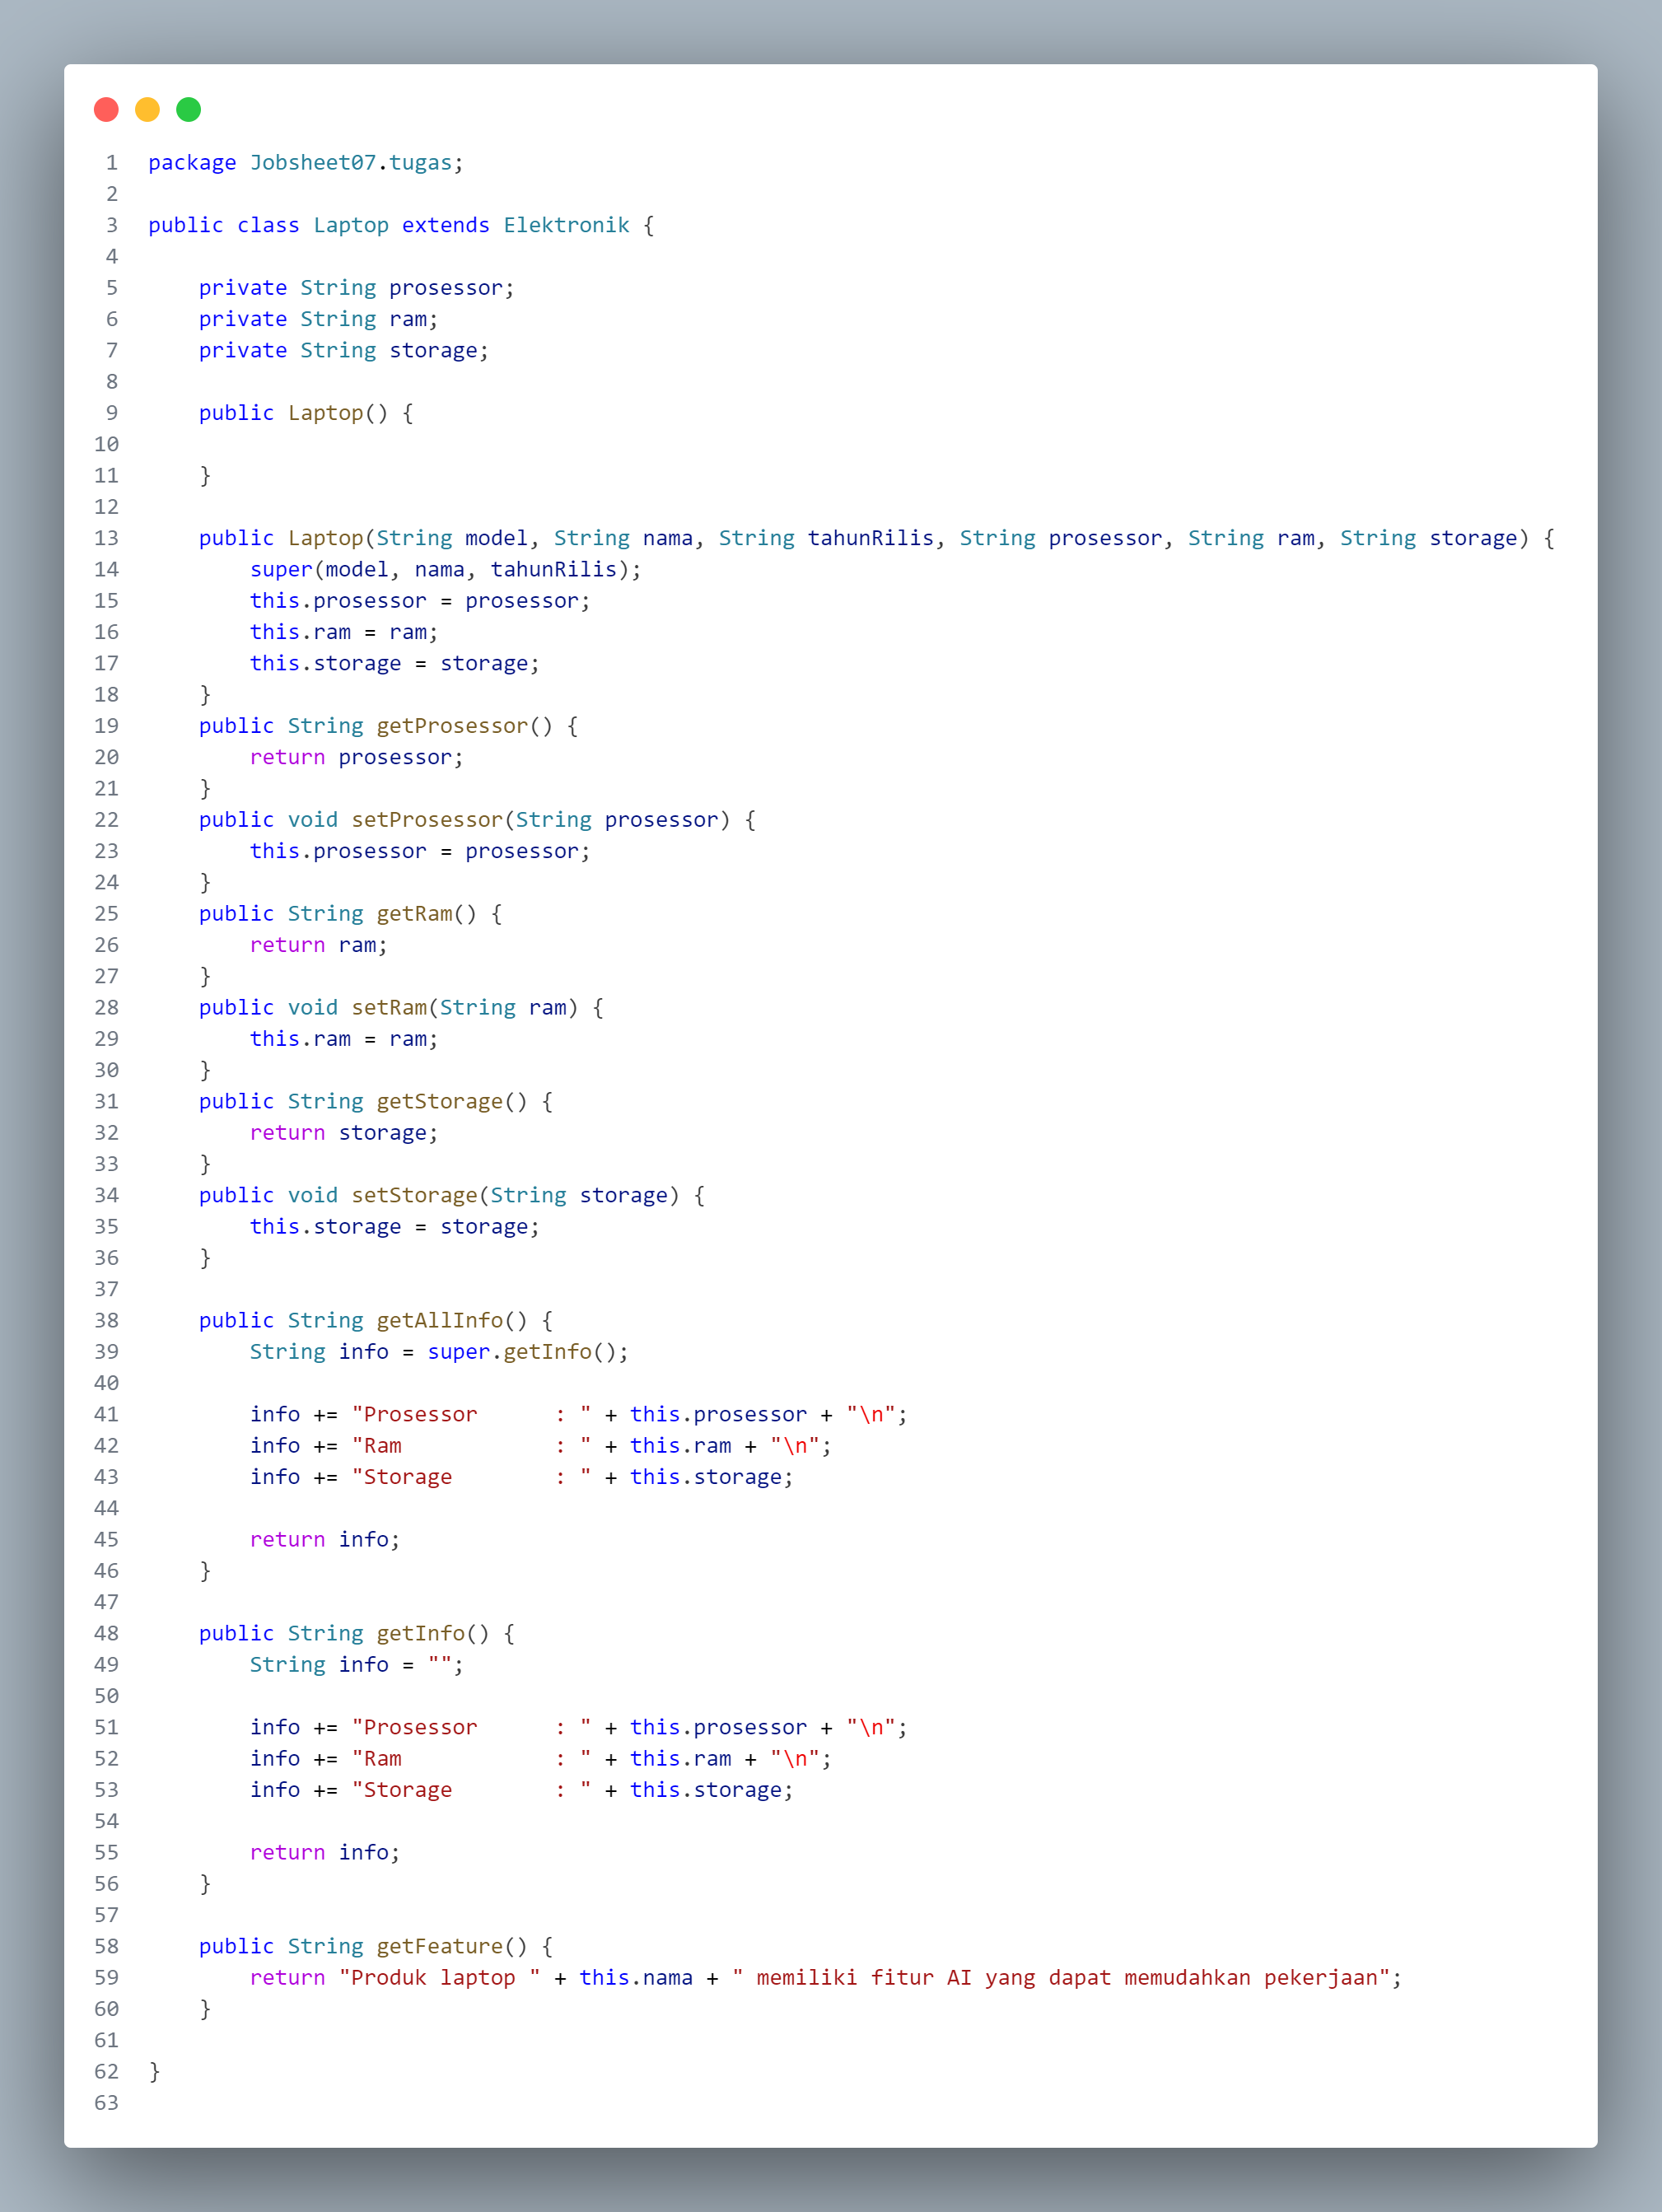 1 package Jobsheet07.tugas;
2
3 public class Laptop extends Elektronik {
4
5     private String prosessor;
6     private String ram;
7     private String storage;
8
9     public Laptop() {
10
11     }
12
13     public Laptop(String model, String nama, String tahunRilis, String prosessor, String ram, String storage) {
14         super(model, nama, tahunRilis);
15         this.prosessor = prosessor;
16         this.ram = ram;
17         this.storage = storage;
18     }
19     public String getProsessor() {
20         return prosessor;
21     }
22     public void setProsessor(String prosessor) {
23         this.prosessor = prosessor;
24     }
25     public String getRam() {
26         return ram;
27     }
28     public void setRam(String ram) {
29         this.ram = ram;
30     }
31     public String getStorage() {
32         return storage;
33     }
34     public void setStorage(String storage) {
35         this.storage = storage;
36     }
37
38     public String getAllInfo() {
39         String info = super.getInfo();
40
41         info += "Prosessor      : " + this.prosessor + "\n";
42         info += "Ram            : " + this.ram + "\n";
43         info += "Storage        : " + this.storage;
44
45         return info;
46     }
47
48     public String getInfo() {
49         String info = "";
50
51         info += "Prosessor      : " + this.prosessor + "\n";
52         info += "Ram            : " + this.ram + "\n";
53         info += "Storage        : " + this.storage;
54
55         return info;
56     }
57
58     public String getFeature() {
59         return "Produk laptop " + this.nama + " memiliki fitur AI yang dapat memudahkan pekerjaan";
60     }
61
62 }
63